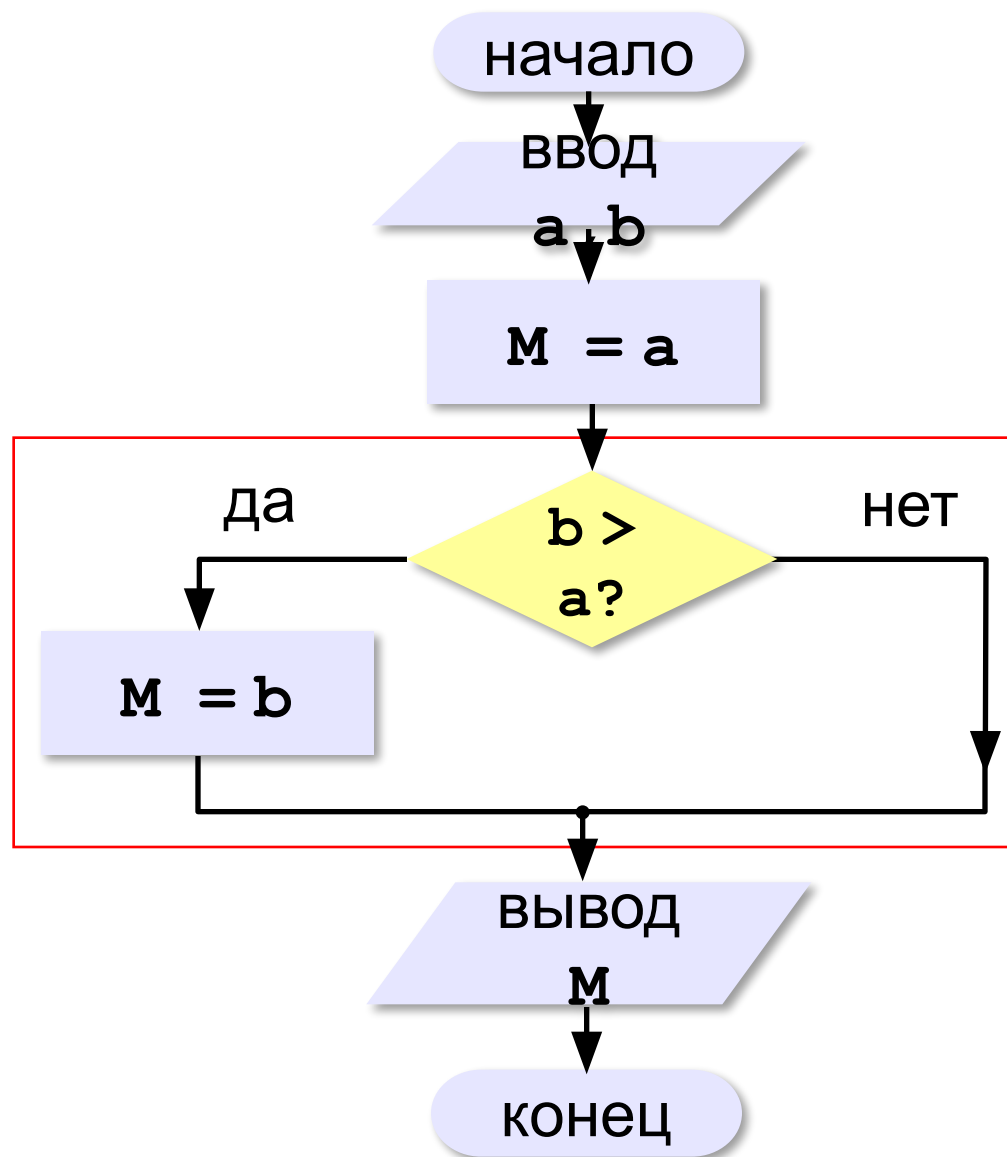 начало
ввод
a,b
M = a
да
нет
b >
a?
M = b
вывод
M
конец